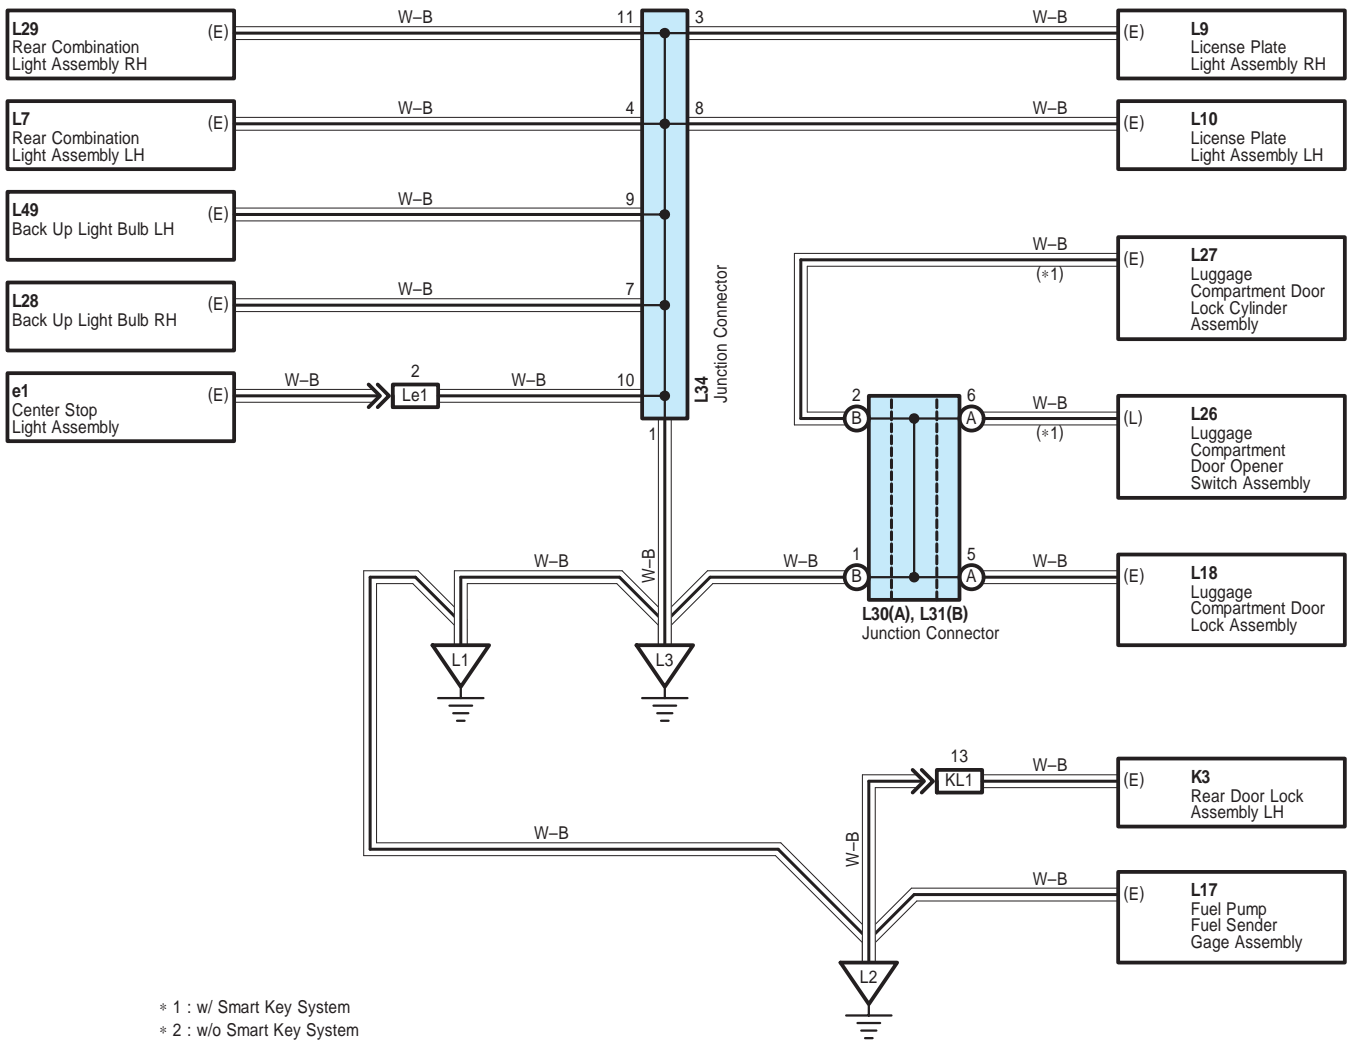 L29
Rear Combination
Light Assembly RH
(E)
W–B
11
3
W–B
(E)
L9
License Plate
Light Assembly RH
L7
Rear Combination
Light Assembly LH
(E)
W–B
4
8
W–B
(E)
L10
License Plate
Light Assembly LH
L49
Back Up Light Bulb LH
(E)
W–B
9
L28
Back Up Light Bulb RH
(E)
W–B
7
e1
Center Stop
Light Assembly
(E)
W–B
2
Le1
W–B
10
L34
Junction Connector
1
W–B
(∗1)
(E)
L27
Luggage
Compartment Door
Lock Cylinder
Assembly
2
B
6
A
W–B
(∗1)
(L)
L26
Luggage
Compartment
Door Opener
Switch Assembly
W–B
W–B
W–B
1
B
5
A
W–B
(E)
L18
Luggage
Compartment Door
Lock Assembly
L30(A), L31(B)
Junction Connector
L1
L3
13
KL1
W–B
(E)
K3
Rear Door Lock
Assembly LH
W–B
W–B
W–B
(E)
L17
Fuel Pump
Fuel Sender
Gage Assembly
L2
∗ 1 : w/ Smart Key System
∗ 2 : w/o Smart Key System